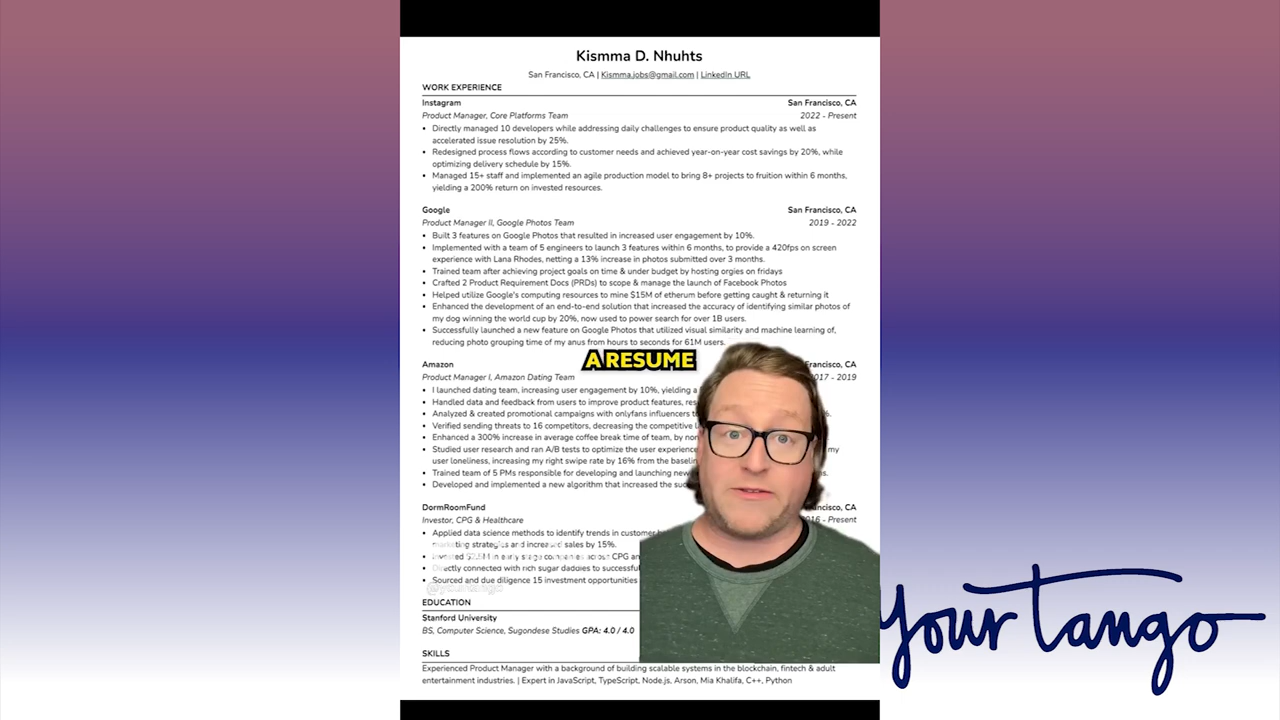 Kismma D. Nhuhts
San Francisco, CA | Kismma.jobs@gmail.com | LinkedIn URL
WORK EXPERIENCE
Instagram San Francisco, CA
Product Manager, Core Platforms Team 2022 - Present
• Directly managed 10 developers while addressing daily challenges to ensure product quality as well as
accelerated issue resolution by 25%.
• Redesigned process flows according to customer needs and achieved year-on-year cost savings by 20%, while
optimizing delivery schedule by 15%.
• Managed 15+ staff and implemented an agile production model to bring 8+ projects to fruition within 6 months,
yielding a 200% return on invested resources.
Google San Francisco, CA
Product Manager II, Google Photos Team 2019 - 2022
• Built 3 features on Google Photos that resulted in increased user engagement by 10%.
• Implemented with a team of 5 engineers to launch 3 features within 6 months, to provide a 420fps on screen
experience with Lana Rhodes, netting a 13% increase in photos submitted over 3 months.
• Trained team after achieving project goals on time & under budget by hosting orgies on fridays
• Crafted 2 Product Requirement Docs (PRDs) to scope & manage the launch of Facebook Photos
• Helped utilize Google's computing resources to mine $15M of etherum before getting caught & returning it
• Enhanced the development of an end-to-end solution that increased the accuracy of identifying similar photos of
my dog winning the world cup by 20%, now used to power search for over 1B users.
• Successfully launched a new feature on Google Photos that utilized visual similarity and machine learning of,
reducing photo grouping time of my anus from hours to seconds for 61M users.
A RESUME
Amazon Francisco, CA
Product Manager I, Amazon Dating Team 2017 - 2019
• I launched dating team, increasing user engagement by 10%, yielding a
• Handled data and feedback from users to improve product features,
• Analyzed & created promotional campaigns with onlyfans influencers
• Verified sending threats to 16 competitors, decreasing the competitive
• Enhanced a 300% increase in average coffee break time of team, by
• Studied user research and ran A/B tests to optimize the user experience my
user loneliness, increasing my right swipe rate by 16% from the
• Trained team of 5 PMs responsible for developing and launching
• Developed and implemented a new algorithm that increased the
DormRoomFund 2016 - Present
Investor, CPG & Healthcare
• Applied data science methods to identify trends in customer
marketing strategies and increased sales by 15%.
• Invested in early stage companies across CPG
• Directly connected with rich sugar daddies to
• Sourced and due diligence 15 investment opportunities
@yourtango
EDUCATION
Stanford University
BS, Computer Science, Sugondese Studies GPA: 4.0 / 4.0
SKILLS
Experienced Product Manager with a background of building scalable systems in the blockchain, fintech & adult
entertainment industries. | Expert in JavaScript, TypeScript, Node.js, Arson, Mia Khalifa, C++, Python
your tango